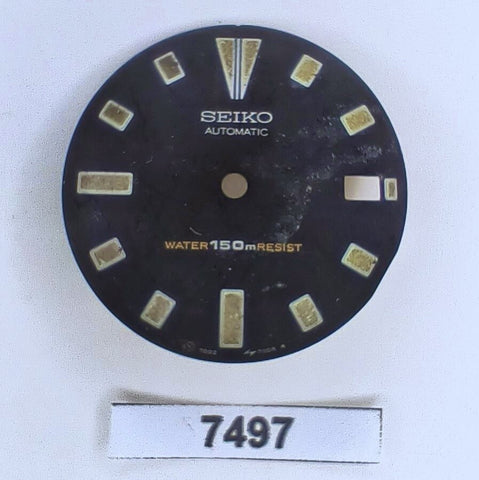 SEIKO
AUTOMATIC
WATER 150m RESIST
7497